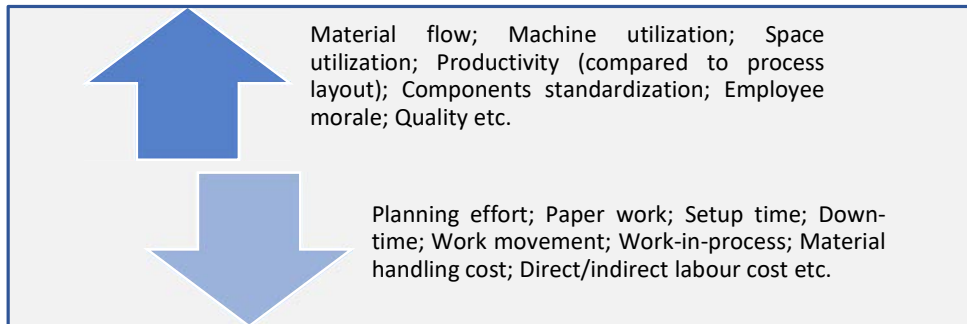 Material flow; Machine utilization; Space
utilization; Productivity (compared to process
layout); Components standardization; Employee
morale; Quality etc.
Planning effort; Paper work; Setup time; Down-
time; Work movement; Work-in-process; Material
handling cost; Direct/indirect labour cost etc.